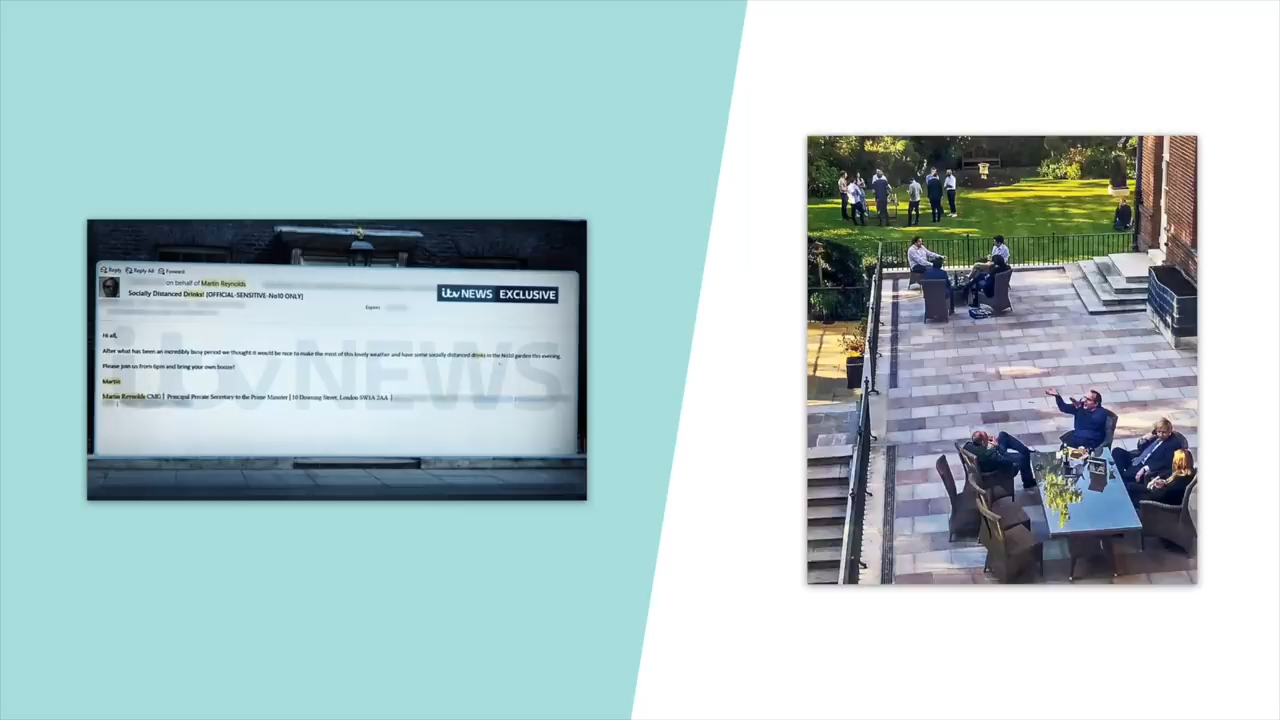 Reply Reply All Forward
on behalf of Martin Reynolds
Socially Distanced Drinks! [OFFICIAL-SENSITIVE-No10 ONLY]
itv NEWS EXCLUSIVE
Expires
Hi all,
After what has been an incredibly busy period we thought it would be nice to make the most of this lovely weather and have some socially distanced drinks in the No10 garden this evening.
Please join us from 6pm and bring your own booze!
Martin
Martin Reynolds CMG | Principal Private Secretary to the Prime Minister | 10 Downing Street, London SW1A 2AA |
itv NEWS